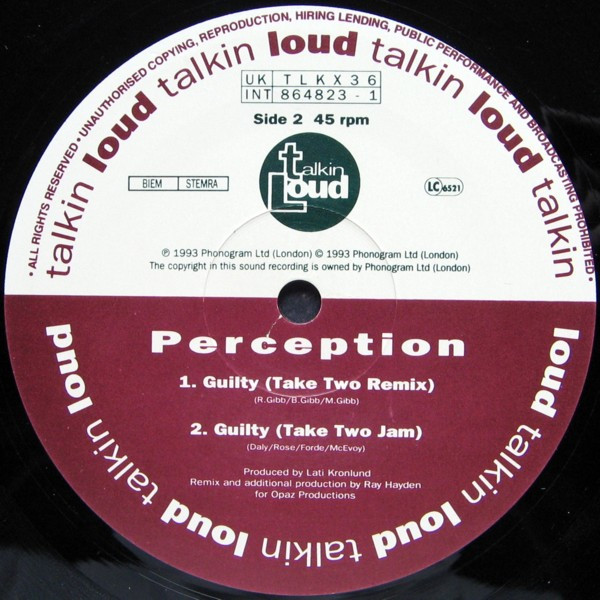 · ALL RIGHTS RESERVED · UNAUTHORISED COPYING, REPRODUCTION, HIRING LENDING, PUBLIC PERFORMANCE AND BROADCASTING PROHIBITED ·
talkin loud talkin loud talkin loud talkin
UK TLKX36
INT 864823 - 1
Side 2 45 rpm
talkin
Loud
BIEM STEMRA
LC 6521
℗ 1993 Phonogram Ltd (London) © 1993 Phonogram Ltd (London)
The copyright in this sound recording is owned by Phonogram Ltd (London)
Perception
1. Guilty (Take Two Remix)
(R.Gibb/B.Gibb/M.Gibb)
2. Guilty (Take Two Jam)
(Daly/Rose/Forde/McEvoy)
Produced by Lati Kronlund
Remix and additional production by Ray Hayden
for Opaz Productions
loud talkin loud talkin loud talkin loud